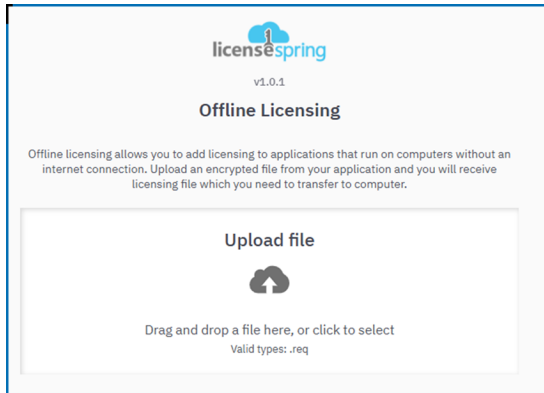 licensespring
v1.0.1
Offline Licensing
Offline licensing allows you to add licensing to applications that run on computers without an
internet connection. Upload an encrypted file from your application and you will receive
licensing file which you need to transfer to computer.
Upload file
Drag and drop a file here, or click to select
Valid types: .req